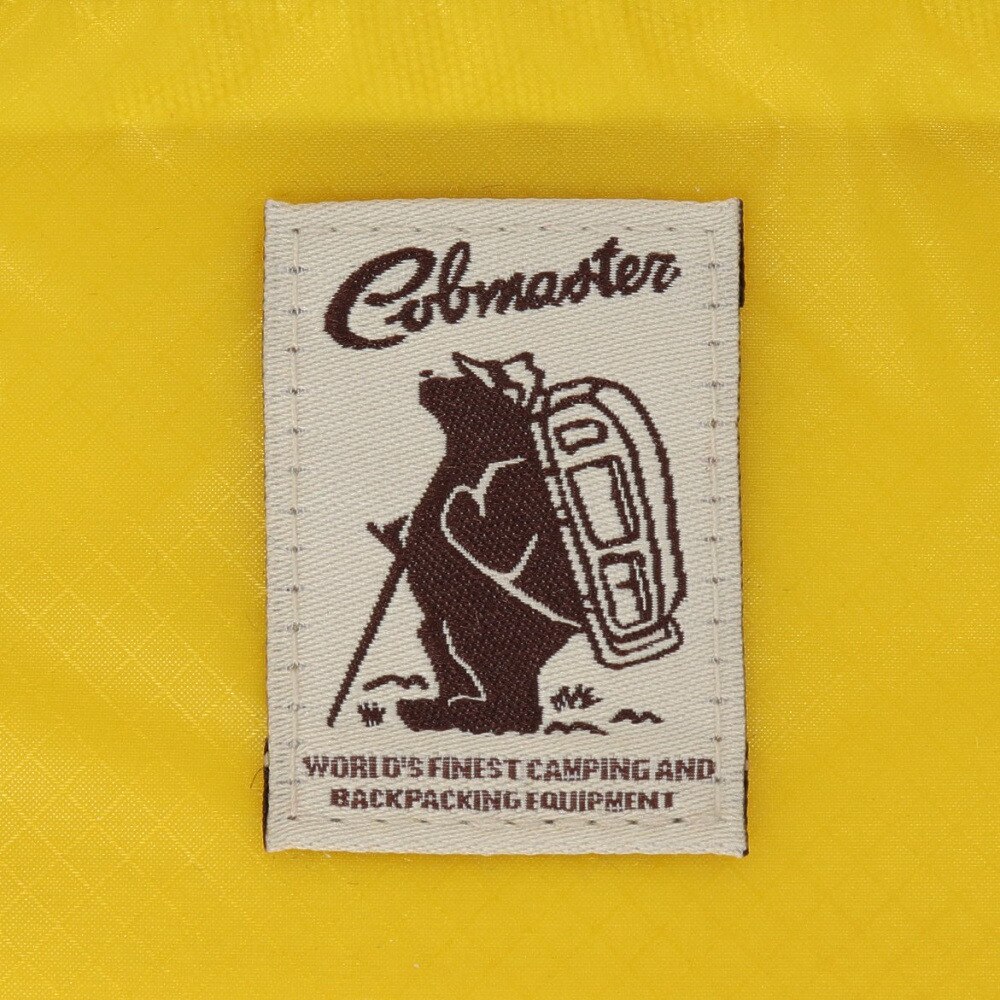 Cobmaster
WORLD'S FINEST CAMPING AND
BACKPACKING EQUIPMENT